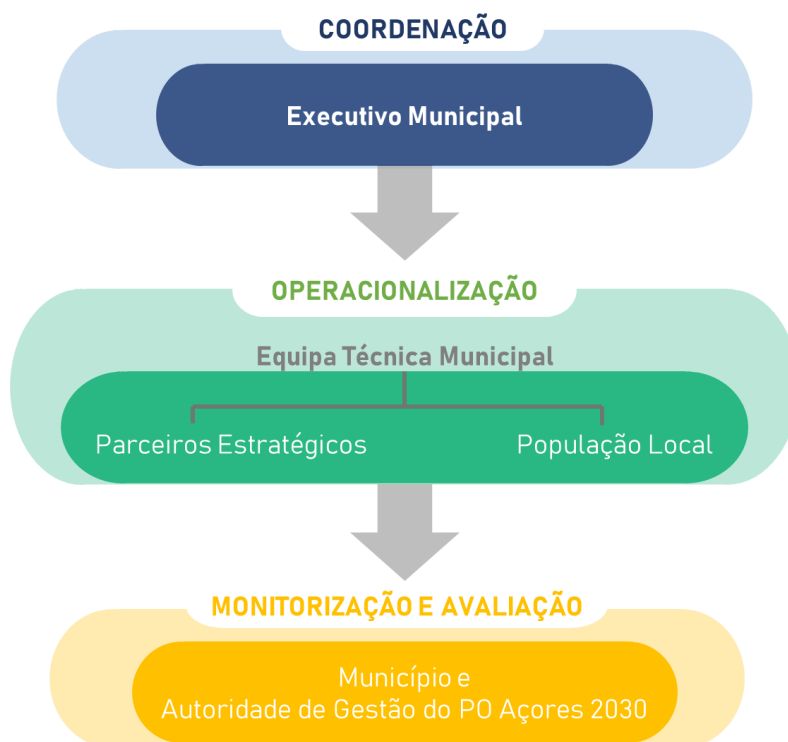 COORDENAÇÃO
Executivo Municipal
OPERACIONALIZAÇÃO
Equipa Técnica Municipal
Parceiros Estratégicos
População Local
MONITORIZAÇÃO E AVALIAÇÃO
Município e
Autoridade de Gestão do PO Açores 2030